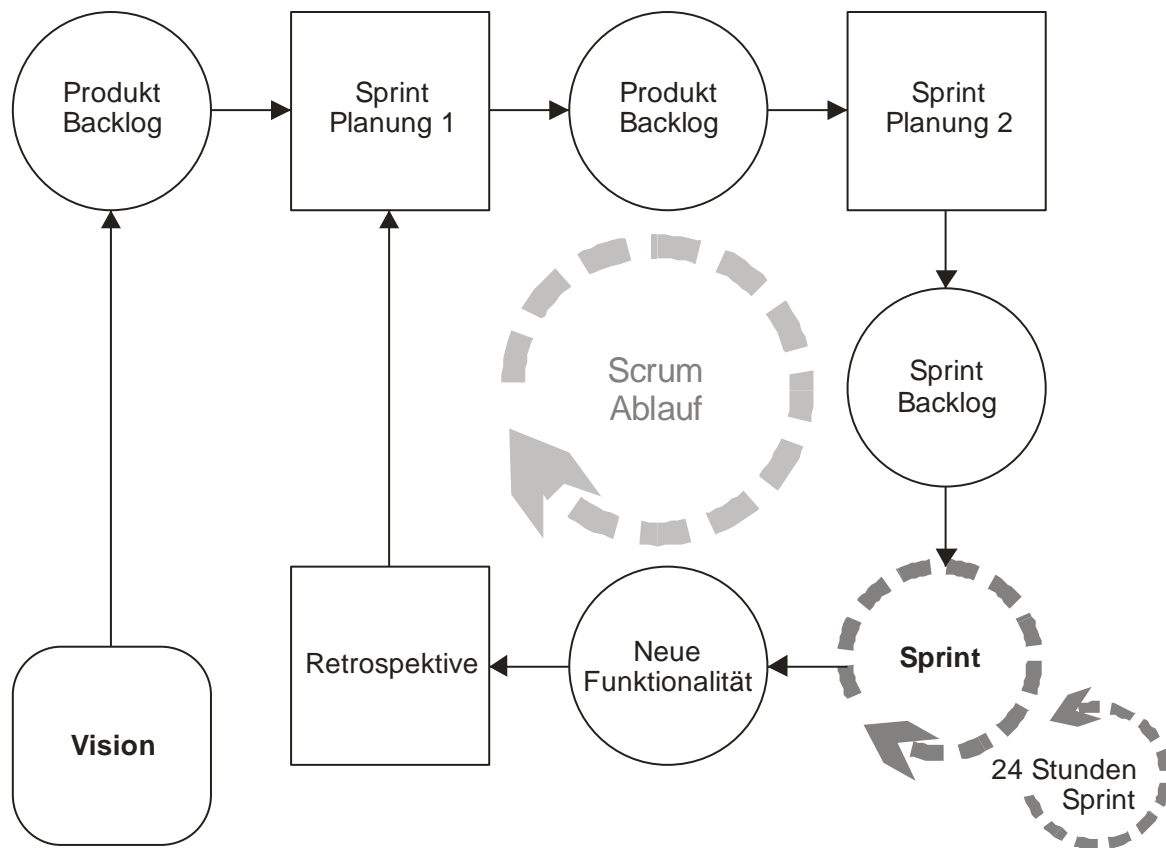 Produkt
Backlog
Sprint
Planung 1
Produkt
Backlog
Sprint
Planung 2
Scrum
Ablauf
Sprint
Backlog
Vision
Retrospektive
Neue
Funktionalität
Sprint
24 Stunden
Sprint